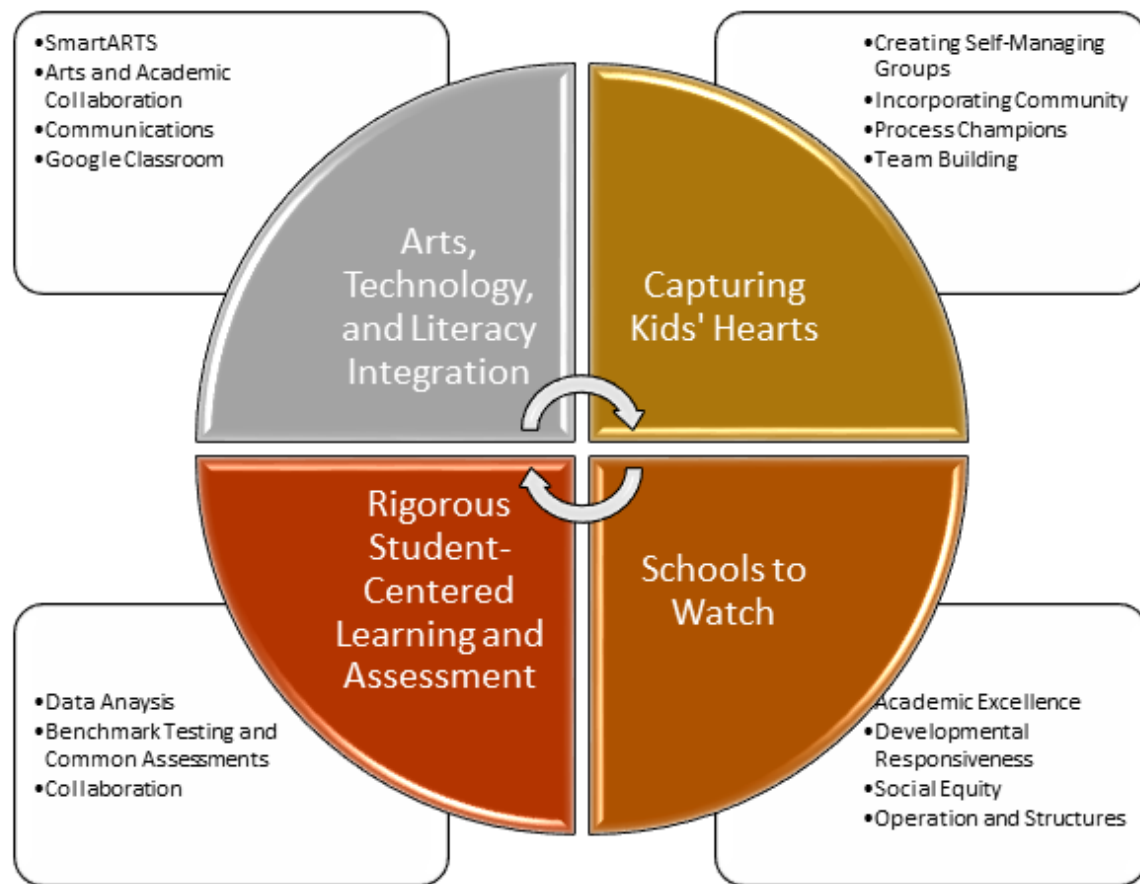 •SmartARTS
•Arts and Academic
Collaboration
•Communications
•Google Classroom
•Creating Self-Managing
Groups
•Incorporating Community
•Process Champions
•Team Building
Arts,
Technology,
and Literacy
Integration
Capturing
Kids' Hearts
Rigorous
Student-
Centered
Learning and
Assessment
Schools to
Watch
•Data Anaysis
•Benchmark Testing and
Common Assessments
•Collaboration
Academic Excellence
•Developmental
Responsiveness
•Social Equity
•Operation and Structures